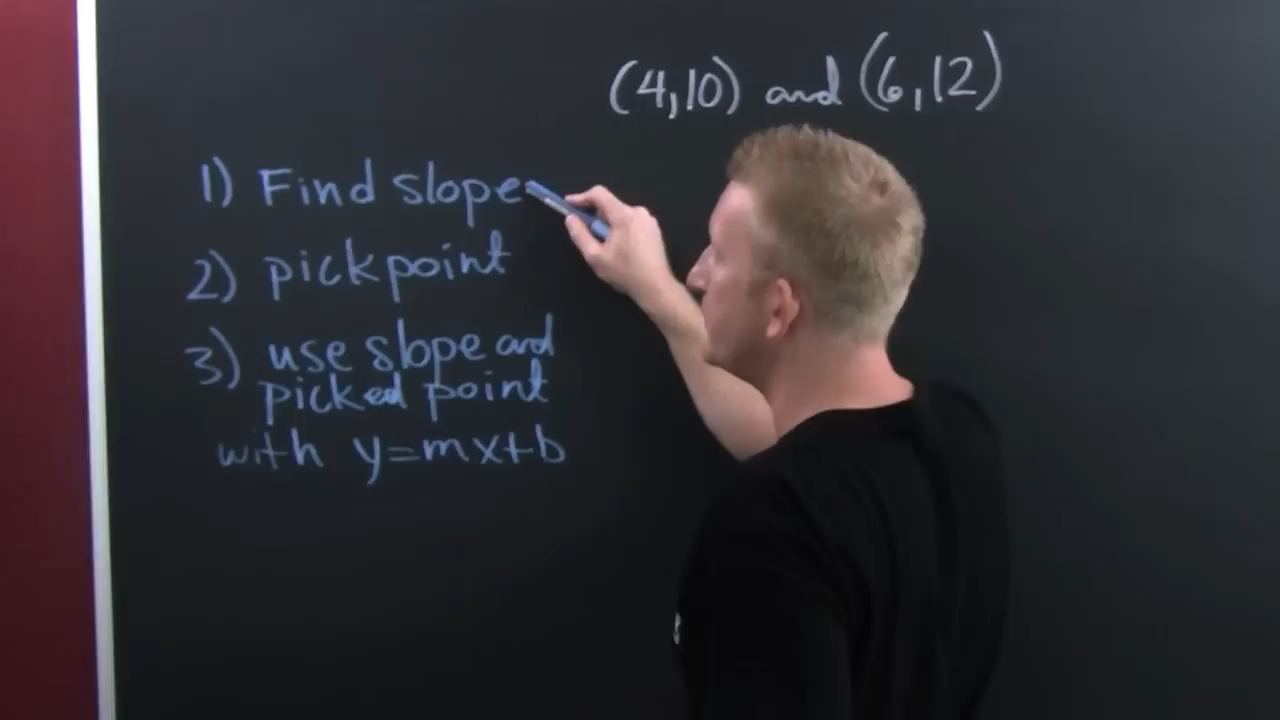 (4,10) and (6,12)
1) Find slope
2) pick point
3) use slope and
picked point
with y=mx+b